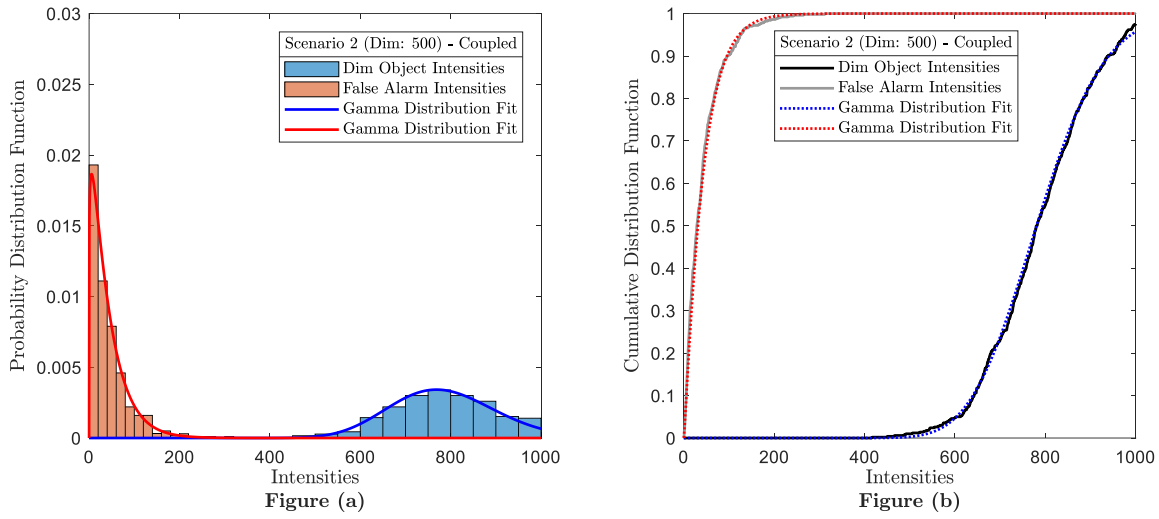 Scenario 2 (Dim: 500) - Coupled
Dim Object Intensities
False Alarm Intensities
Gamma Distribution Fit
Gamma Distribution Fit
Probability Distribution Function
0.03
0.025
0.02
0.015
0.01
0.005
0
0 200 400 600 800 1000
Intensities
Figure (a)
Scenario 2 (Dim: 500) - Coupled
Dim Object Intensities
False Alarm Intensities
Gamma Distribution Fit
Gamma Distribution Fit
Cumulative Distribution Function
1
0.9
0.8
0.7
0.6
0.5
0.4
0.3
0.2
0.1
0
0 200 400 600 800 1000
Intensities
Figure (b)